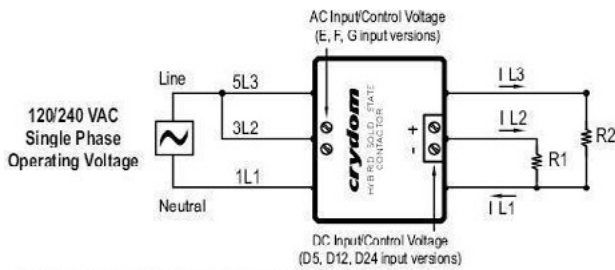 AC Input/Control Voltage
(E, F, G input versions)
120/240 VAC
Single Phase
Operating Voltage
Line
5L3
3L2
1L1
Neutral
crydom
HYBRID SOLID STATE
CONTACTOR
+
-
I L3
I L2
R1
R2
I L1
DC Input/Control Voltage
(D5, D12, D24 input versions)